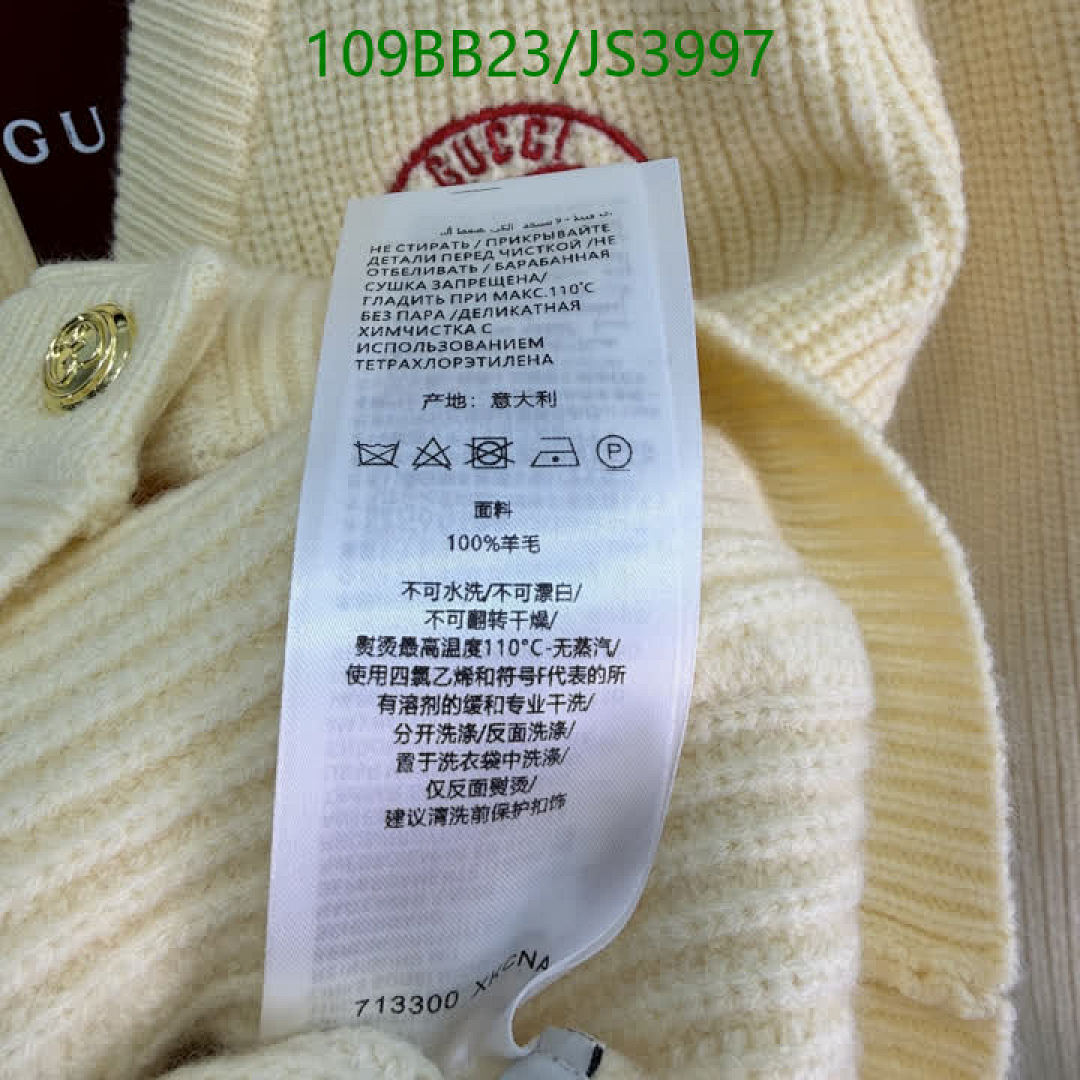 109BB23/JS3997
GU
GUCCI
НЕ СТИРАТЬ / ПРИКРЫВАЙТЕ
ДЕТАЛИ ПЕРЕД ЧИСТКОЙ /НЕ
ОТБЕЛИВАТЬ / БАРАБАННАЯ
СУШКА ЗАПРЕЩЕНА/
ГЛАДИТЬ ПРИ МАКС.110°C
БЕЗ ПАРА /ДЕЛИКАТНАЯ
ХИМЧИСТКА С
ИСПОЛЬЗОВАНИЕМ
ТЕТРАХЛОРЭТИЛЕНА
产地：意大利
P
面料
100%羊毛
不可水洗/不可漂白/
不可翻转干燥/
熨烫最高温度110°C-无蒸汽/
使用四氯乙烯和符号F代表的所
有溶剂的缓和专业干洗/
分开洗涤/反面洗涤/
置于洗衣袋中洗涤/
仅反面熨烫/
建议清洗前保护扣饰
713300